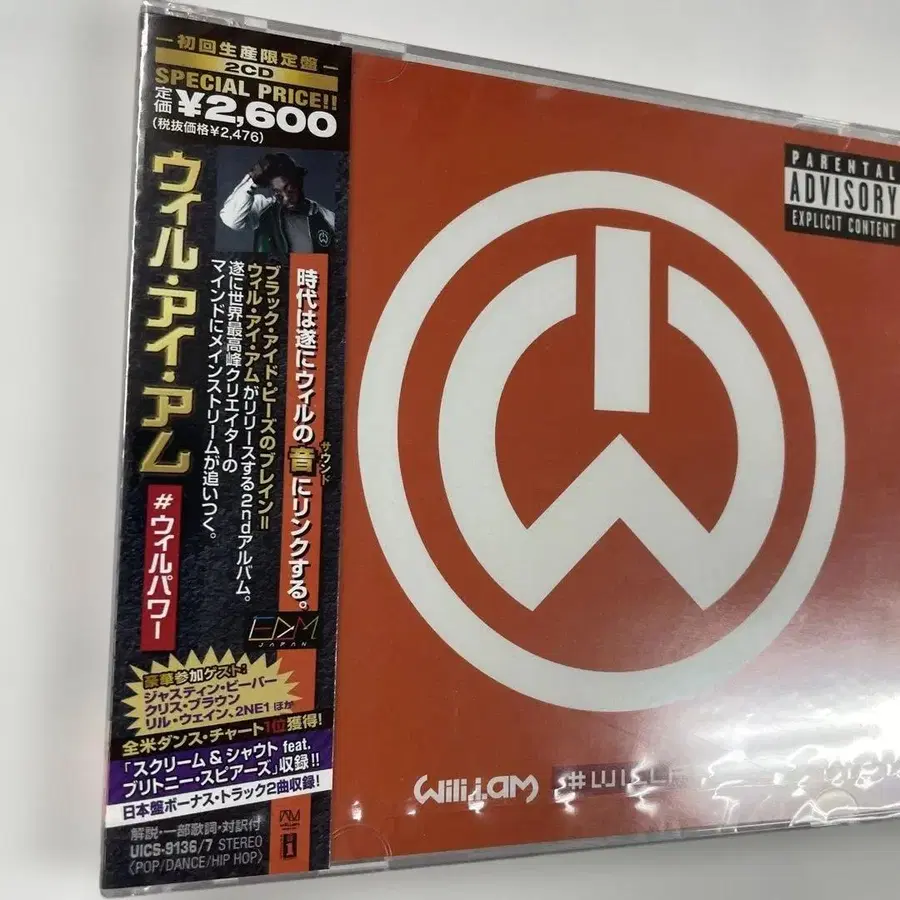 初回生産限定盤
2CD
SPECIAL PRICE!!
定価¥2,600
(税抜価格¥2,476)
ウィル・アイ・アム
#ウィルパワー
時代は遂にウィルの音にリンクする。
サウンド
ブラック・アイド・ピーズのブレイン=
ウィル・アイ・アムがリリースする2ndアルバム。
遂に世界最高峰クリエイターの
マインドにメインストリームが追いつく。
EDM
JAPAN
豪華参加ゲスト:
ジャスティン・ビーバー
クリス・ブラウン
リル・ウェイン、2NE1 ほか
全米ダンス・チャート1位獲得!
「スクリーム&シャウト feat.
ブリトニー・スピアーズ」収録!!
日本盤ボーナス・トラック2曲収録!
解説・一部歌詞・対訳付
UICS-9136/7 STEREO
〈POP/DANCE/HIP HOP〉
PARENTAL
ADVISORY
EXPLICIT CONTENT
will.i.am